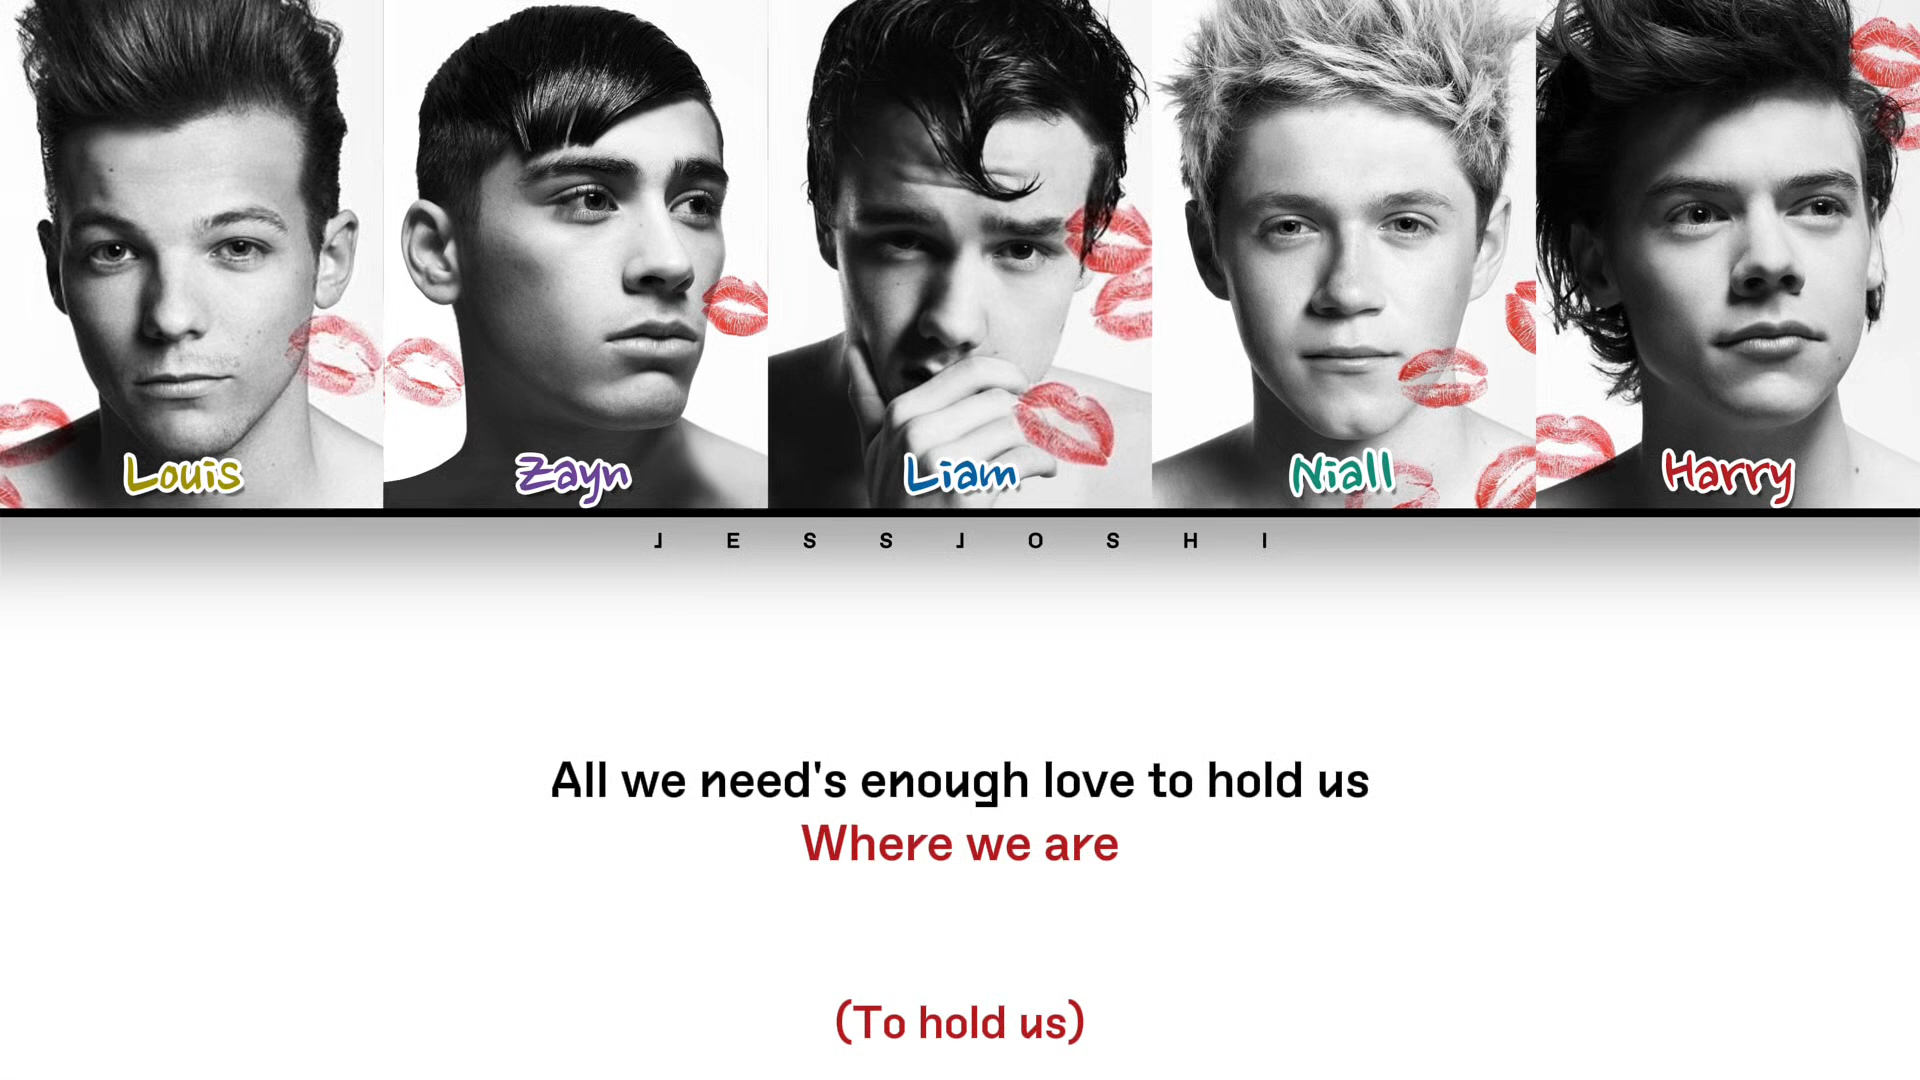 Louis Zayn Liam Niall Harry
JESSJOSHI
All we need's enough love to hold us
Where we are
(To hold us)